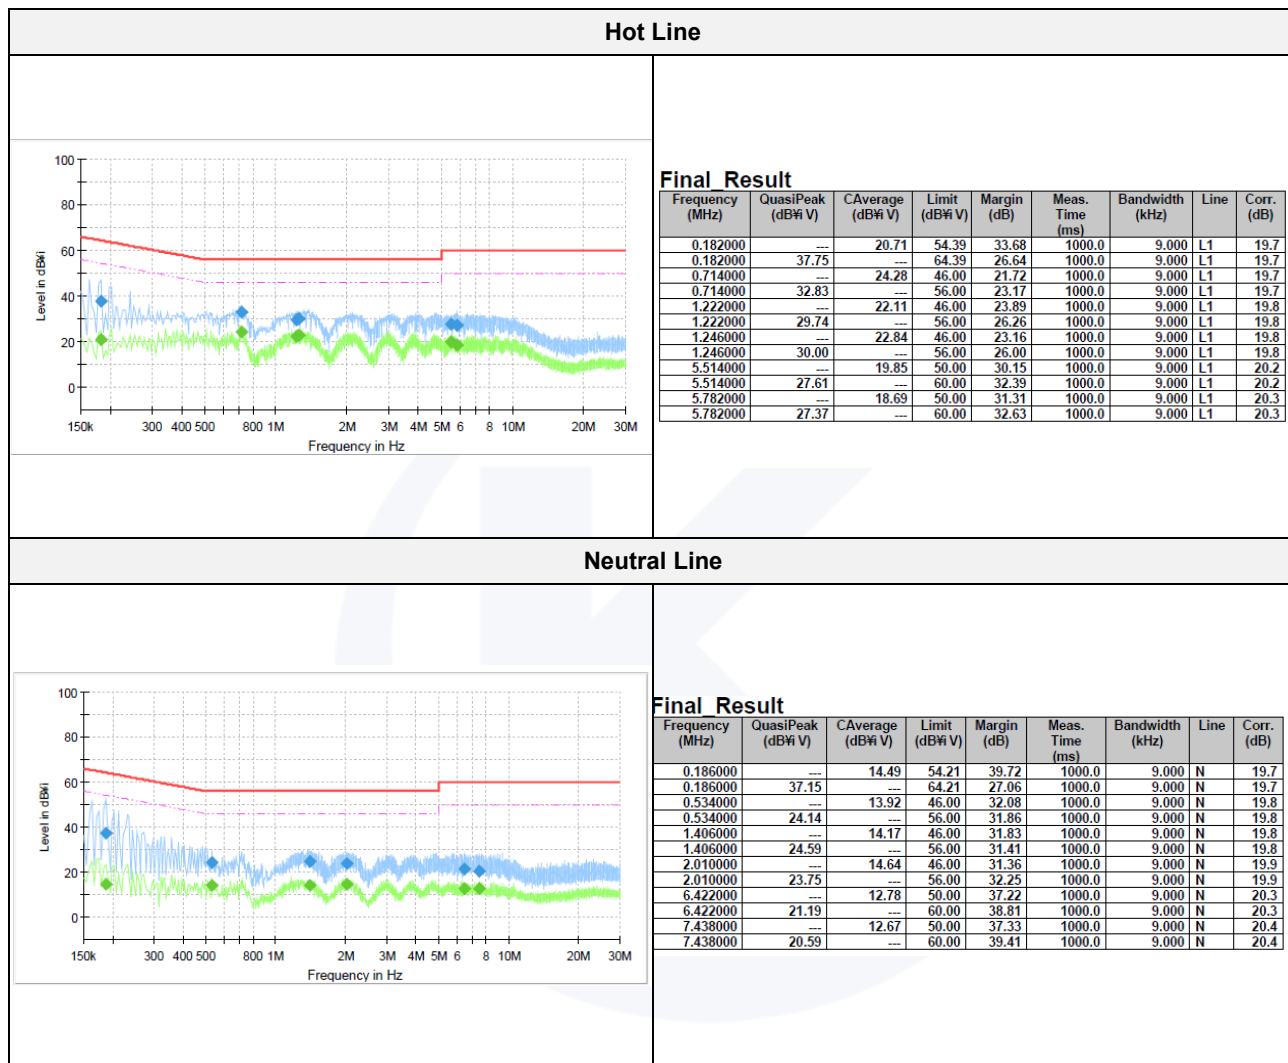 Hot Line
Level in dB¥ì
100
80
60
40
20
0
150k 300 400 500 800 1M 2M 3M 4M 5M 6 8 10M 20M 30M
Frequency in Hz
Final_Result
Frequency (MHz) QuasiPeak (dB¥ì V) CAverage (dB¥ì V) Limit (dB¥ì V) Margin (dB) Meas. Time (ms) Bandwidth (kHz) Line Corr. (dB)
0.182000 --- 20.71 54.39 33.68 1000.0 9.000 L1 19.7
0.182000 37.75 --- 64.39 26.64 1000.0 9.000 L1 19.7
0.714000 --- 24.28 46.00 21.72 1000.0 9.000 L1 19.7
0.714000 32.83 --- 56.00 23.17 1000.0 9.000 L1 19.7
1.222000 --- 22.11 46.00 23.89 1000.0 9.000 L1 19.8
1.222000 29.74 --- 56.00 26.26 1000.0 9.000 L1 19.8
1.246000 --- 22.84 46.00 23.16 1000.0 9.000 L1 19.8
1.246000 30.00 --- 56.00 26.00 1000.0 9.000 L1 19.8
5.514000 --- 19.85 50.00 30.15 1000.0 9.000 L1 20.2
5.514000 27.61 --- 60.00 32.39 1000.0 9.000 L1 20.2
5.782000 --- 18.69 50.00 31.31 1000.0 9.000 L1 20.3
5.782000 27.37 --- 60.00 32.63 1000.0 9.000 L1 20.3
Neutral Line
Level in dB¥ì
100
80
60
40
20
0
150k 300 400 500 800 1M 2M 3M 4M 5M 6 8 10M 20M 30M
Frequency in Hz
Final_Result
Frequency (MHz) QuasiPeak (dB¥ì V) CAverage (dB¥ì V) Limit (dB¥ì V) Margin (dB) Meas. Time (ms) Bandwidth (kHz) Line Corr. (dB)
0.186000 --- 14.49 54.21 39.72 1000.0 9.000 N 19.7
0.186000 37.15 --- 64.21 27.06 1000.0 9.000 N 19.7
0.534000 --- 13.92 46.00 32.08 1000.0 9.000 N 19.8
0.534000 24.14 --- 56.00 31.86 1000.0 9.000 N 19.8
1.406000 --- 14.17 46.00 31.83 1000.0 9.000 N 19.8
1.406000 24.59 --- 56.00 31.41 1000.0 9.000 N 19.8
2.010000 --- 14.64 46.00 31.36 1000.0 9.000 N 19.9
2.010000 23.75 --- 56.00 32.25 1000.0 9.000 N 19.9
6.422000 --- 12.78 50.00 37.22 1000.0 9.000 N 20.3
6.422000 21.19 --- 60.00 38.81 1000.0 9.000 N 20.3
7.438000 --- 12.67 50.00 37.33 1000.0 9.000 N 20.4
7.438000 20.59 --- 60.00 39.41 1000.0 9.000 N 20.4